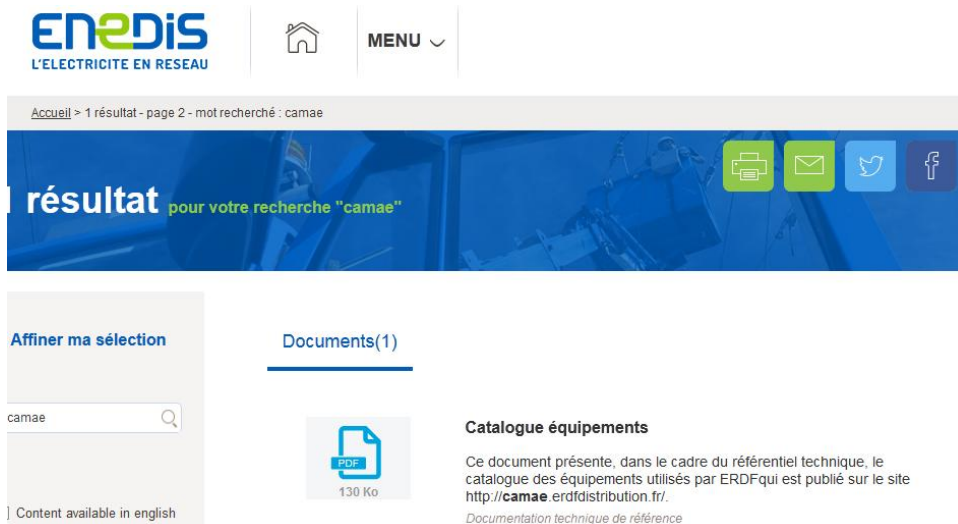 enedis
L'ELECTRICITE EN RESEAU
MENU
Accueil > 1 résultat - page 2 - mot recherché : camae
1 résultat pour votre recherche "camae"
Affiner ma sélection
Documents(1)
camae
PDF
130 Ko
Catalogue équipements
Ce document présente, dans le cadre du référentiel technique, le
catalogue des équipements utilisés par ERDFqui est publié sur le site
http://camae.erdfdistribution.fr/.
Content available in english
Documentation technique de référence